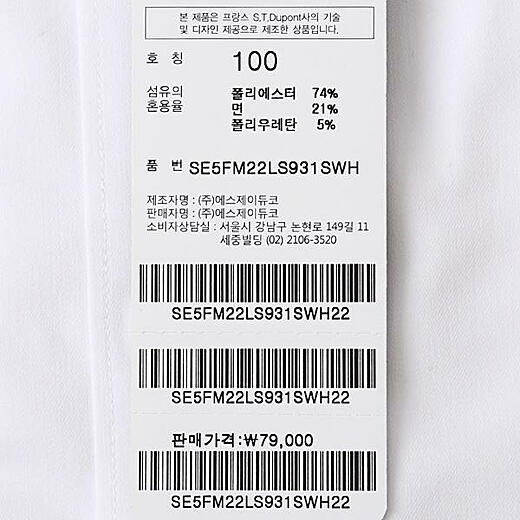 본 제품은 프랑스 S.T.Dupont사의 기술
및 디자인 제공으로 제조한 상품입니다.
호 칭 100
섬유의 혼용율
폴리에스터 74%
면 21%
폴리우레탄 5%
품 번 SE5FM22LS931SWH
제조자명 : (주)에스제이듀코
판매자명 : (주)에스제이듀코
소비자상담실 : 서울시 강남구 논현로 149길 11
세중빌딩 (02) 2106-3520
SE5FM22LS931SWH22
SE5FM22LS931SWH22
판매가격:₩79,000
SE5FM22LS931SWH22